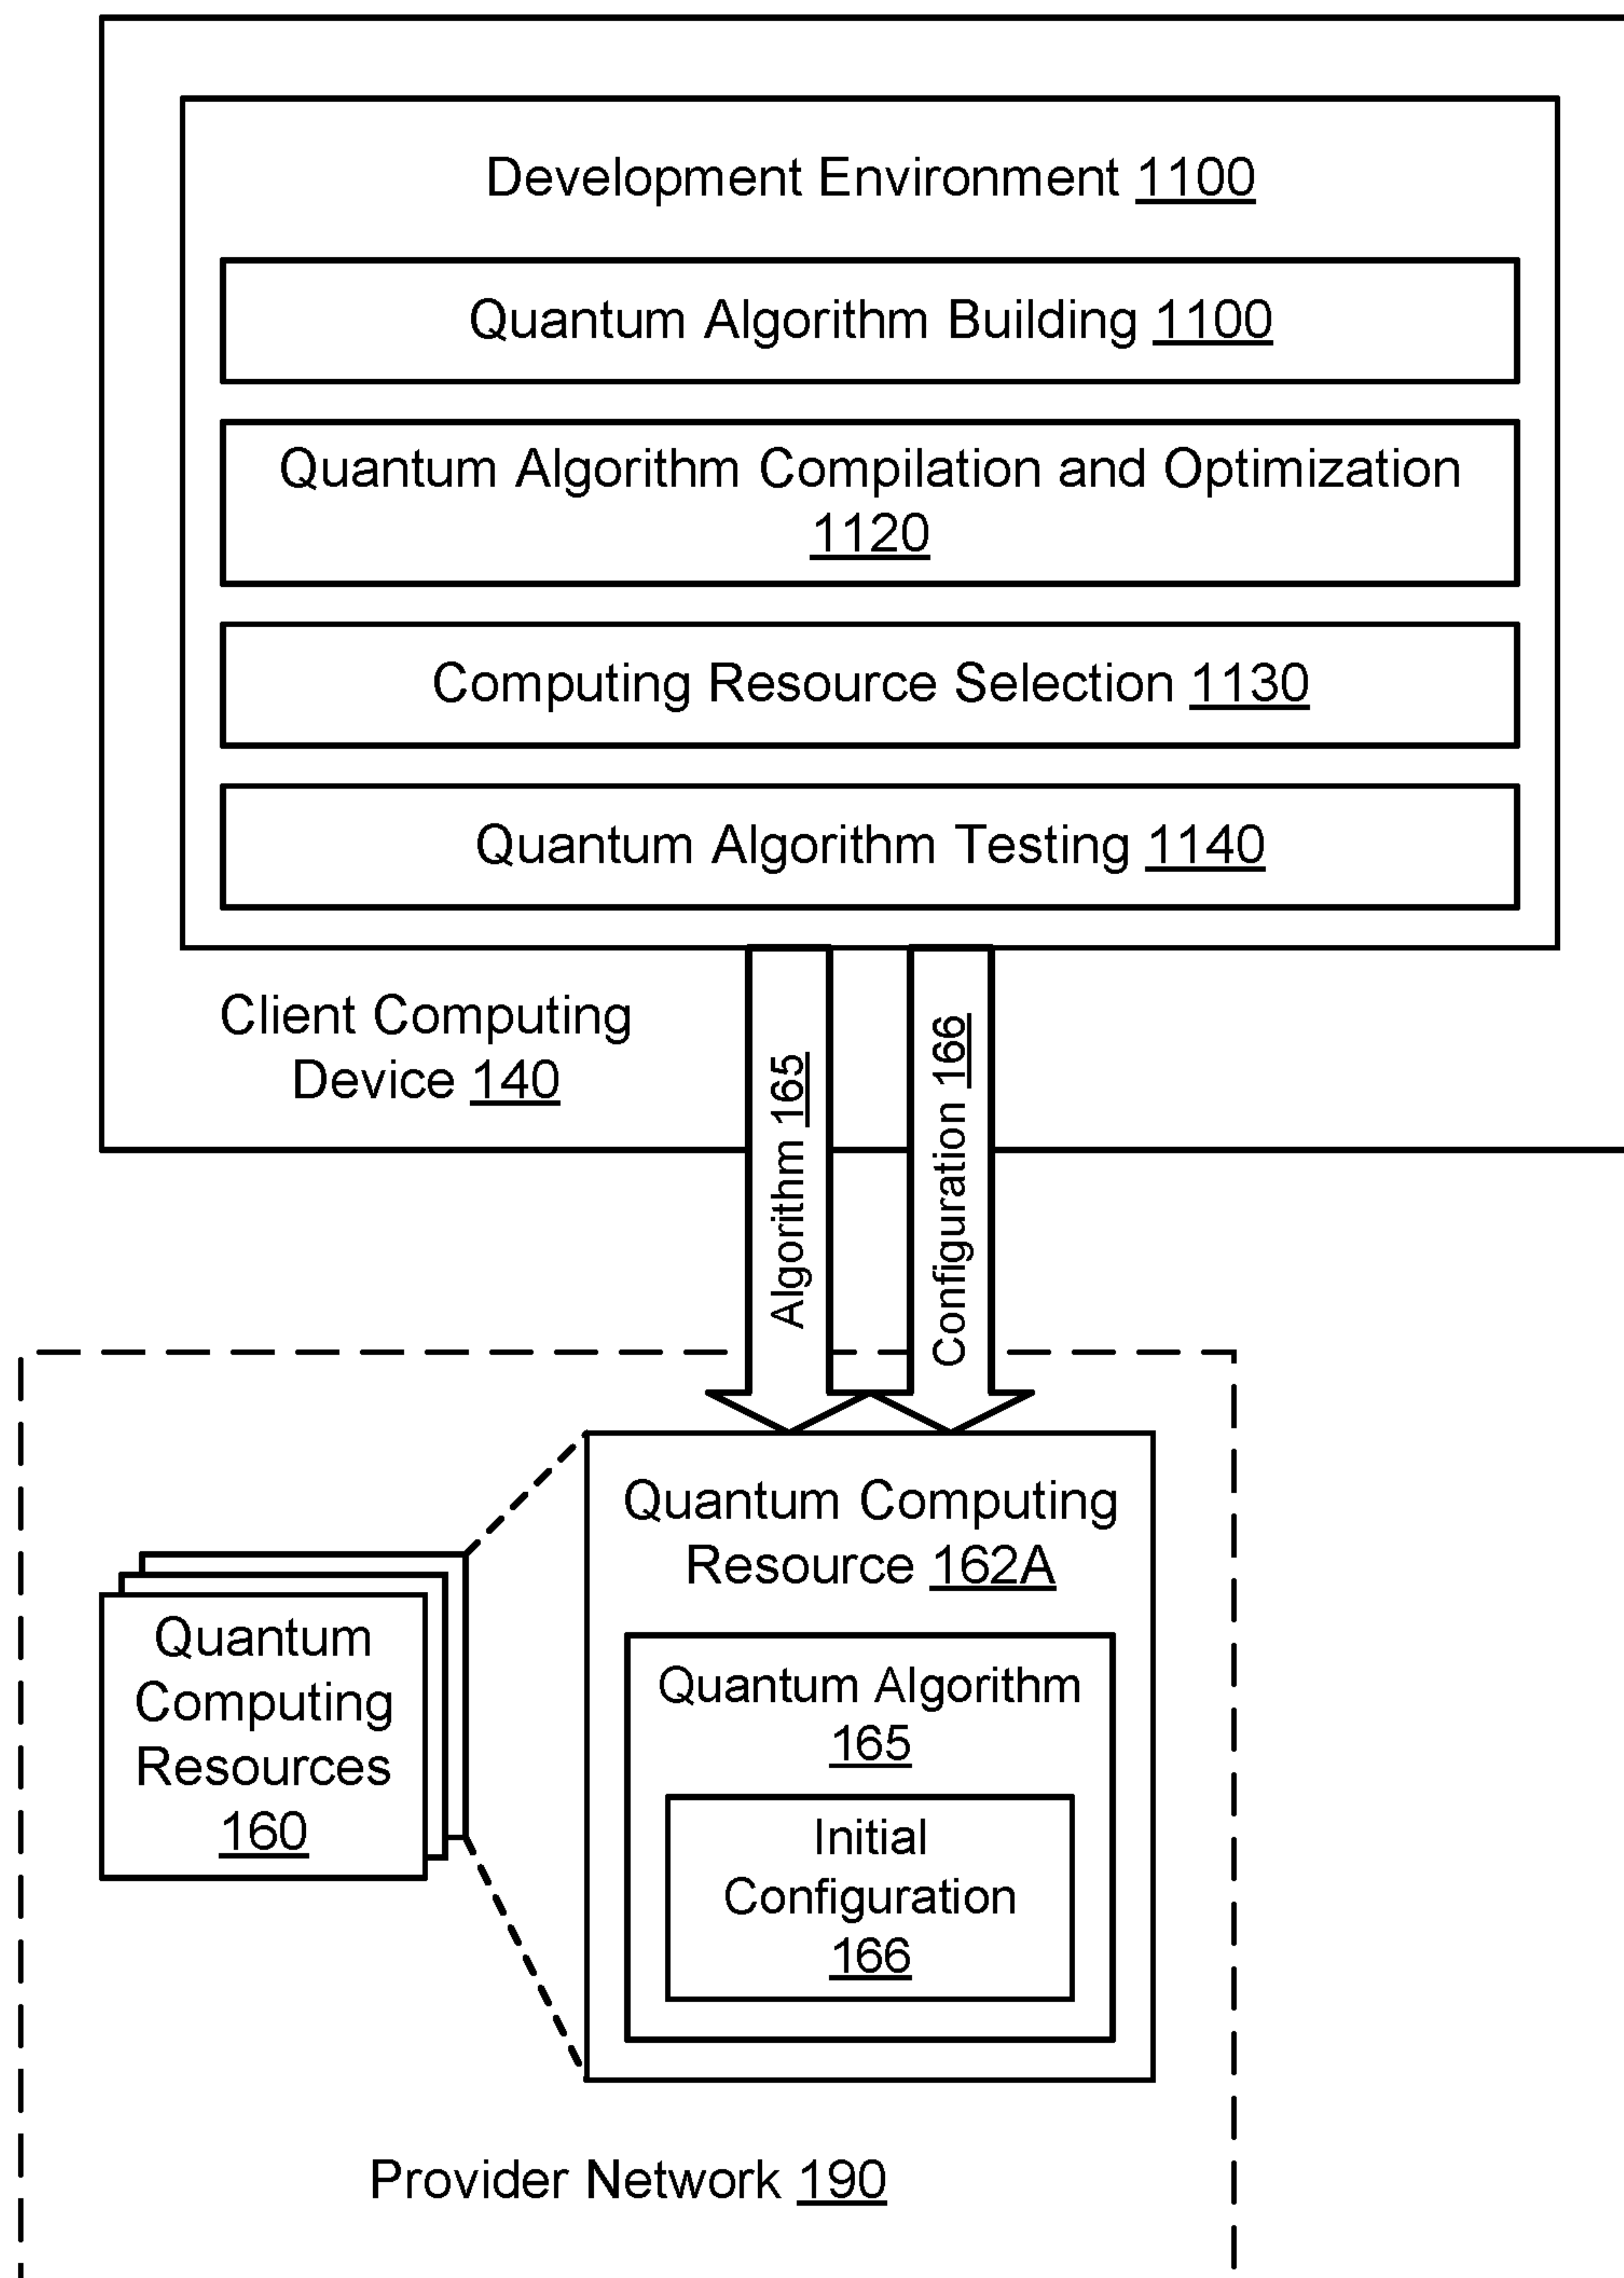 Development Environment 1100
Quantum Algorithm Building 1100
Quantum Algorithm Compilation and Optimization
1120
Computing Resource Selection 1130
Quantum Algorithm Testing 1140
Client Computing
Device 140
Algorithm 165
Configuration 166
Quantum Computing
Resource 162A
Quantum
Computing
Resources
160
Quantum Algorithm
165
Initial
Configuration
166
Provider Network 190